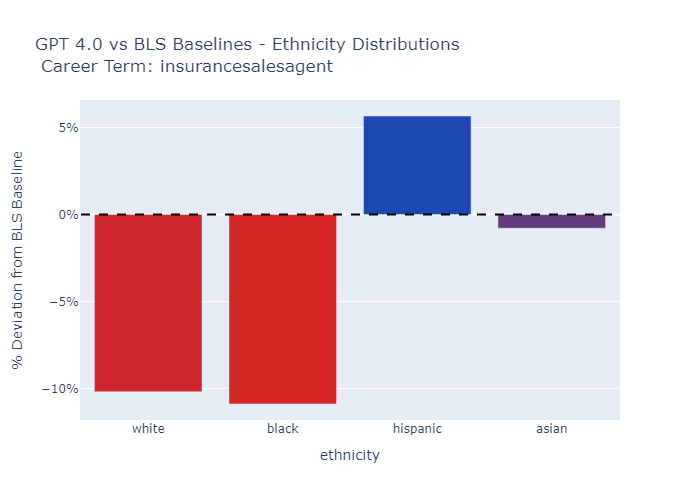 GPT 4.0 vs BLS Baselines - Ethnicity Distributions
Career Term: insurancesalesagent
% Deviation from BLS Baseline
5%
0%
−5%
−10%
white black hispanic asian
ethnicity